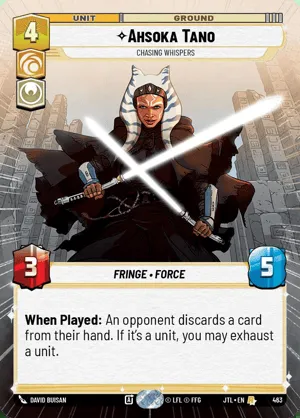 UNIT GROUND
4 ✧AHSOKA TANO
CHASING WHISPERS
3 FRINGE • FORCE 5
When Played: An opponent discards a card
from their hand. If it's a unit, you may exhaust
a unit.
DAVID BUISAN © LFL © FFG JTL • EN 463